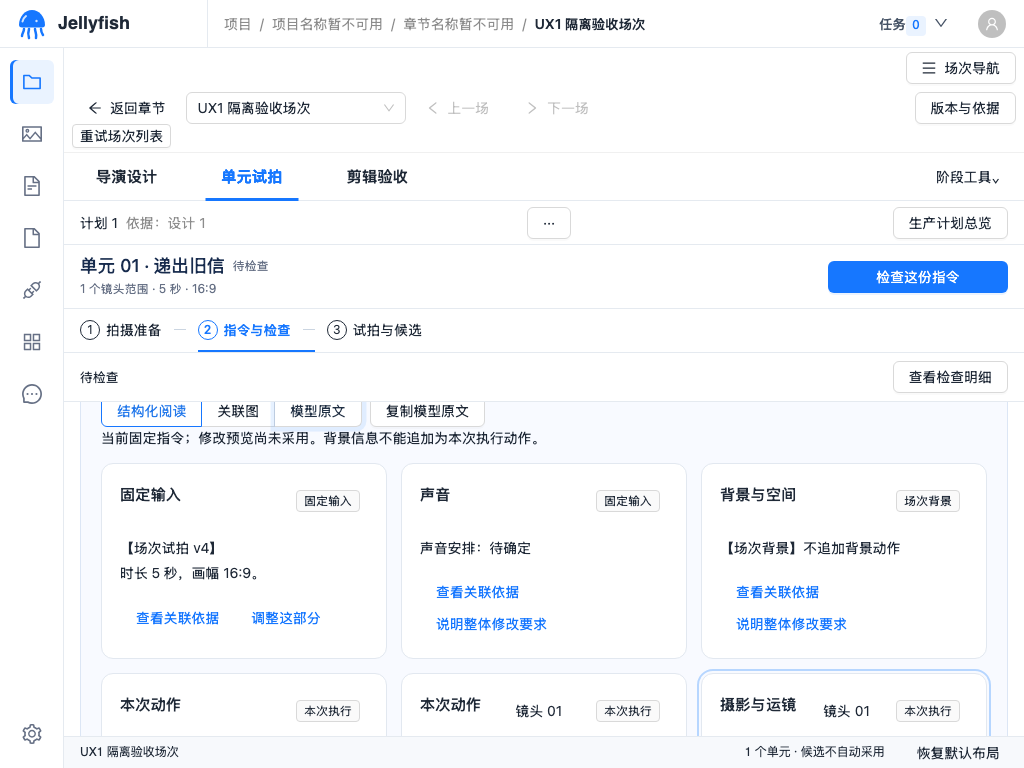 Jellyfish
项目 / 项目名称暂不可用 / 章节名称暂不可用 / UX1 隔离验收场次
任务 0
场次导航
返回章节
UX1 隔离验收场次
上一场
下一场
版本与依据
重试场次列表
导演设计
单元试拍
剪辑验收
阶段工具
计划 1 依据：设计 1
...
生产计划总览
单元 01 · 递出旧信 待检查
1 个镜头范围 · 5 秒 · 16:9
检查这份指令
1 拍摄准备
2 指令与检查
3 试拍与候选
待检查
查看检查明细
结构化阅读
关联图
模型原文
复制模型原文
当前固定指令；修改预览尚未采用。背景信息不能追加为本次执行动作。
固定输入
固定输入
【场次试拍 v4】
时长 5 秒，画幅 16:9。
查看关联依据
调整这部分
声音
固定输入
声音安排：待确定
查看关联依据
说明整体修改要求
背景与空间
场次背景
【场次背景】不追加背景动作
查看关联依据
说明整体修改要求
本次动作
本次执行
本次动作
镜头 01
本次执行
摄影与运镜
镜头 01
本次执行
UX1 隔离验收场次
1 个单元 · 候选不自动采用
恢复默认布局